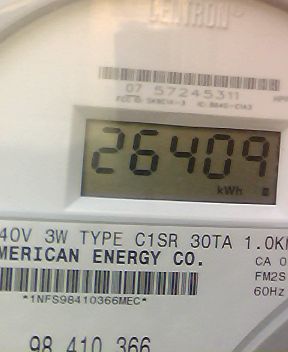 CENTRON
07 57245311
26409
kWh
40V 3W TYPE C1SR 30TA 1.0K
MERICAN ENERGY CO.
CA 0
FM2S
60Hz
*1NFS98410366MEC*
98 410 366